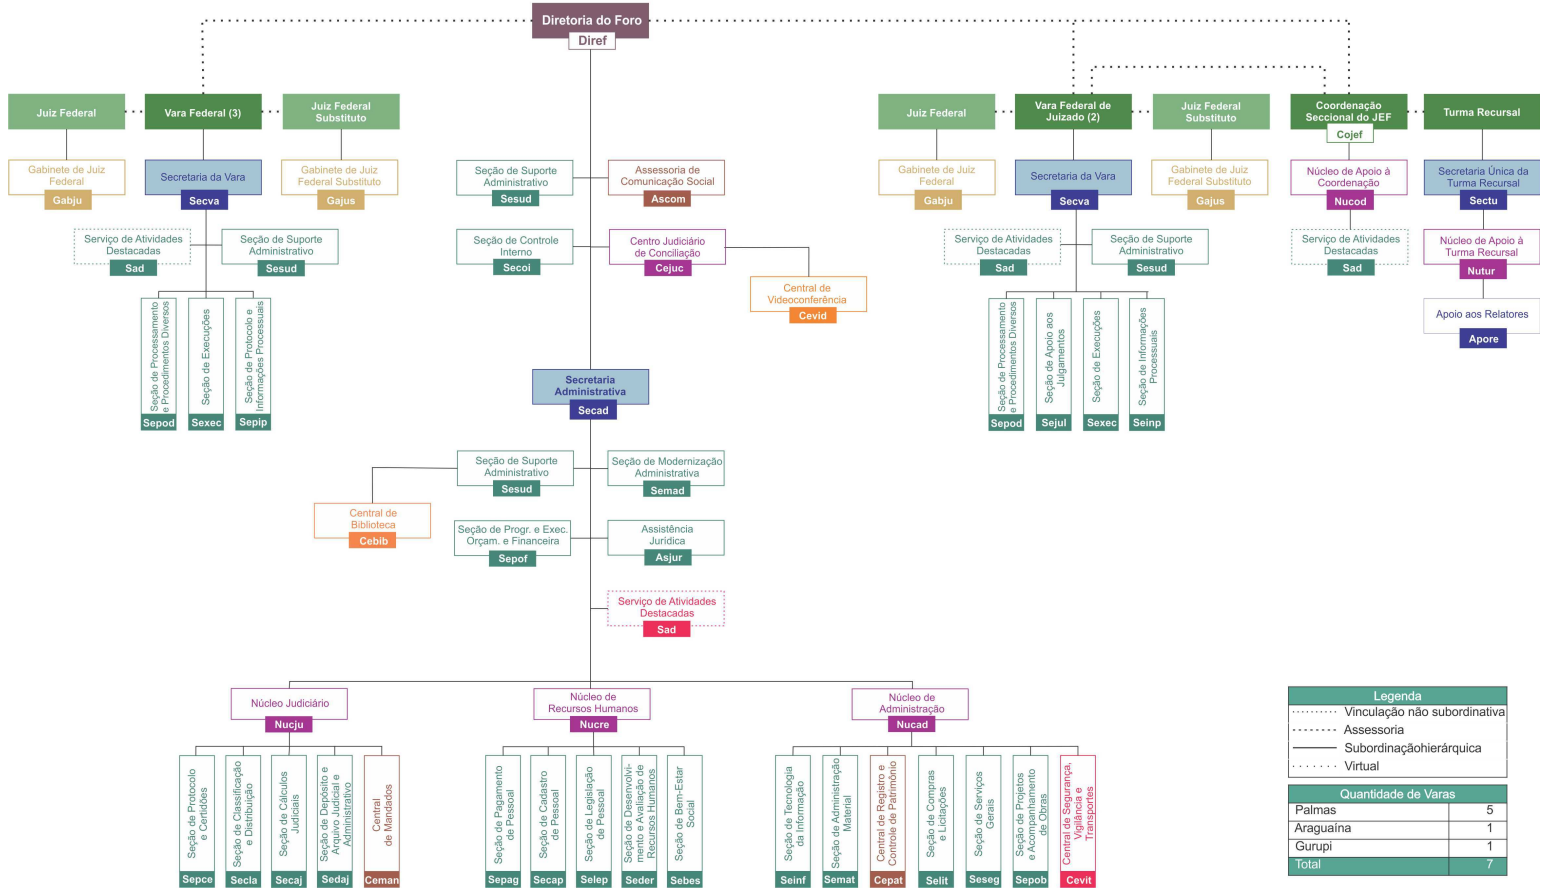 Diretoria do Foro
Diref
Juiz Federal
Vara Federal (3)
Juiz Federal
Substituto
Gabinete de Juiz
Federal
Gabju
Secretaria da Vara
Secva
Gabinete de Juiz
Federal Substituto
Gajus
Serviço de Atividades
Destacadas
Sad
Seção de Suporte
Administrativo
Sesud
Seção de Processamento
e Procedimentos Diversos
Sepod
Seção de Execuções
Sexec
Seção de Protocolo e
Informações Processuais
Sepip
Seção de Suporte
Administrativo
Sesud
Assessoria de
Comunicação Social
Ascom
Seção de Controle
Interno
Secoi
Centro Judiciário
de Conciliação
Cejuc
Central de
Videoconferência
Cevid
Juiz Federal
Vara Federal de
Juizado (2)
Juiz Federal
Substituto
Gabinete de Juiz
Federal
Gabju
Secretaria da Vara
Secva
Gabinete de Juiz
Federal Substituto
Gajus
Serviço de Atividades
Destacadas
Sad
Seção de Suporte
Administrativo
Sesud
Seção de Processamento
e Procedimentos Diversos
Sepod
Seção de Apoio aos
Julgamentos
Sejul
Seção de Execuções
Sexec
Seção de Informações
Processuais
Seinp
Coordenação
Seccional do JEF
Cojef
Núcleo de Apoio à
Coordenação
Nucod
Serviço de Atividades
Destacadas
Sad
Turma Recursal
Secretaria Única da
Turma Recursal
Sectu
Núcleo de Apoio à
Turma Recursal
Nutur
Apoio aos Relatores
Apore
Secretaria
Administrativa
Secad
Seção de Suporte
Administrativo
Sesud
Seção de Modernização
Administrativa
Semad
Central de
Biblioteca
Cebib
Seção de Progr. e Exec.
Orçam. e Financeira
Sepof
Assistência
Jurídica
Asjur
Serviço de Atividades
Destacadas
Sad
Núcleo Judiciário
Nucju
Seção de Protocolo
e Certidões
Sepce
Seção de Classificação
e Distribuição
Secla
Seção de Cálculos
Judiciais
Secaj
Seção de Depósito e
Arquivo Judicial e
Administrativo
Sedaj
Central
de Mandados
Ceman
Núcleo de
Recursos Humanos
Nucre
Seção de Pagamento
de Pessoal
Sepag
Seção de Cadastro
de Pessoal
Secap
Seção de Legislação
de Pessoal
Selep
Seção de Desenvolvi-
mento e Avaliação de
Recursos Humanos
Seder
Seção de Bem-Estar
Social
Sebes
Núcleo de
Administração
Nucad
Seção de Tecnologia
da Informação
Seinf
Seção de Administração
Material
Semat
Central de Registro e
Controle de Patrimônio
Cepat
Seção de Compras
e Licitações
Selit
Seção de Serviços
Gerais
Seseg
Seção de Projetos
e Acompanhamento
de Obras
Sepob
Central de Segurança,
Vigilância e
Transportes
Cevit
Legenda
Vinculação não subordinativa
Assessoria
Subordinaçãohierárquica
Virtual
Quantidade de Varas
Palmas 5
Araguaína 1
Gurupi 1
Total 7